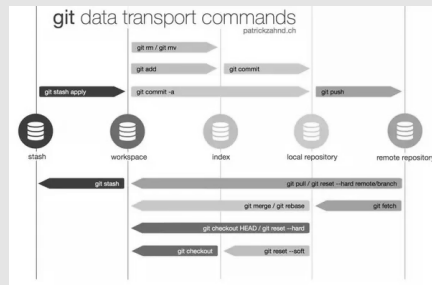 git data transport commands
patrickzahnd.ch
git rm / git mv
git add
git commit
git stash apply
git commit -a
git push
stash
workspace
index
local repository
remote repository
git stash
git pull / git reset --hard remote/branch
git merge / git rebase
git fetch
git checkout HEAD / git reset --hard
git checkout
git reset --soft